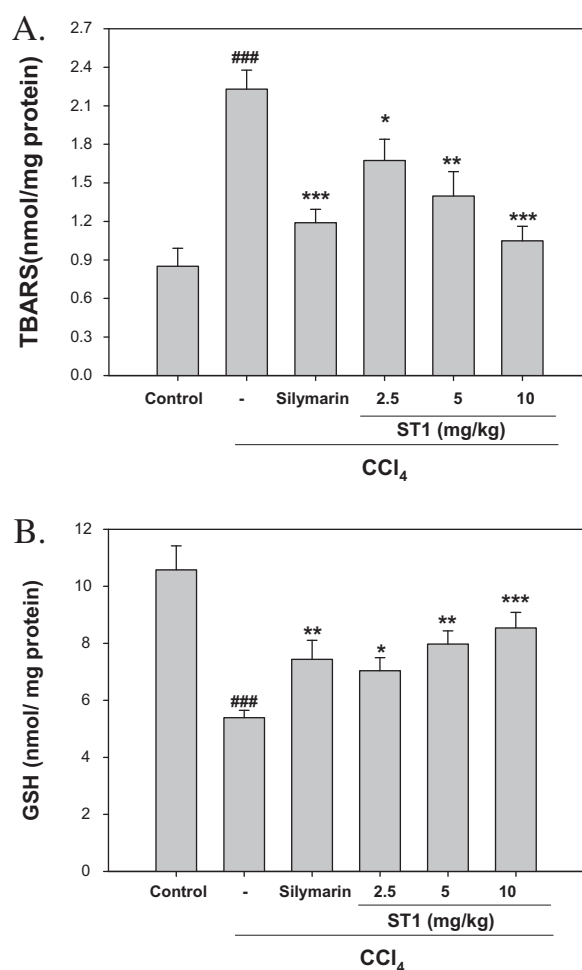 A.
TBARS(nmol/mg protein)
2.7
2.4
2.1
1.8
1.5
1.2
0.9
0.6
0.3
0.0
###
***
*
**
***
Control - Silymarin 2.5 5 10
ST1 (mg/kg)
CCl₄
B.
GSH (nmol/ mg protein)
12
10
8
6
4
2
0
###
**
*
**
***
Control - Silymarin 2.5 5 10
ST1 (mg/kg)
CCl₄